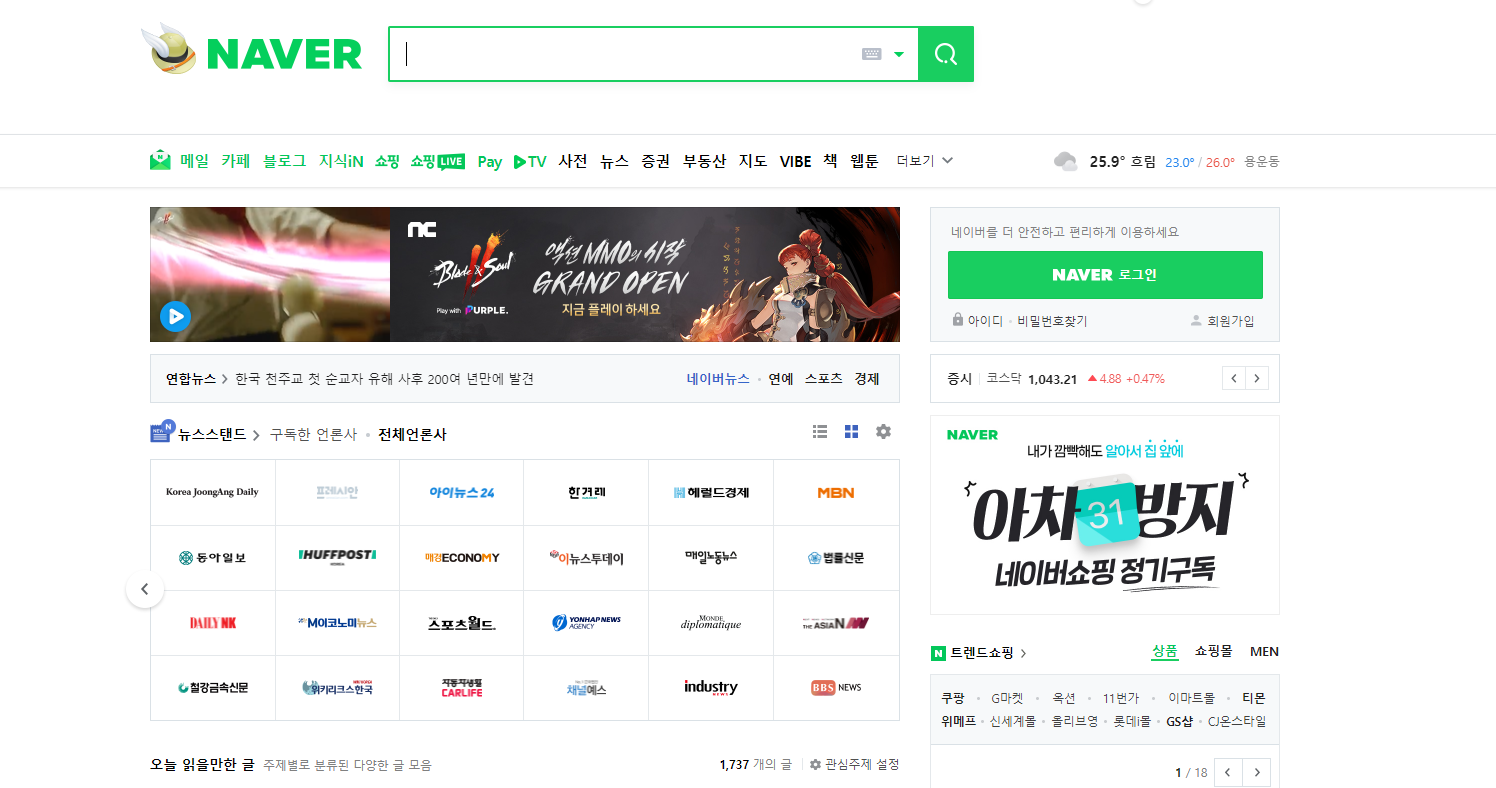 NAVER
메일 카페 블로그 지식iN 쇼핑 쇼핑LIVE Pay TV 사전 뉴스 증권 부동산 지도 VIBE 책 웹툰 더보기
25.9° 흐림 23.0° / 26.0° 용운동
NC
Blade & Soul II
Play with PURPLE.
액션 MMO의 시작
GRAND OPEN
지금 플레이 하세요
네이버를 더 안전하고 편리하게 이용하세요
NAVER 로그인
아이디 · 비밀번호찾기 회원가입
연합뉴스 > 한국 천주교 첫 순교자 유해 사후 200여 년만에 발견 네이버뉴스 · 연예 스포츠 경제
증시 코스닥 1,043.21 ▲ 4.88 +0.47% < >
뉴스스탠드 > 구독한 언론사 · 전체언론사
Korea JoongAng Daily 프레시안 아이뉴스24 한겨레 헤럴드경제 MBN
동아일보 HUFFPOST KOREA 매경ECONOMY 이뉴스투데이 매일노동뉴스 법률신문
DAILY NK M이코노미뉴스 스포츠월드. YONHAP NEWS AGENCY LE MONDE diplomatique THE ASIAN
철강금속신문 위키리크스한국 자동차생활 CARLIFE 채널예스 industry NEWS BBS NEWS
NAVER
내가 깜빡해도 알아서 집 앞에
아차 31 방지
네이버쇼핑 정기구독
트렌드쇼핑 > 상품 쇼핑몰 MEN
쿠팡 · G마켓 · 옥션 · 11번가 · 이마트몰 · 티몬
위메프 · 신세계몰 · 올리브영 · 롯데i몰 · GS샵 · CJ온스타일
1 / 18 < >
오늘 읽을만한 글 주제별로 분류된 다양한 글 모음 1,737 개의 글 관심주제 설정